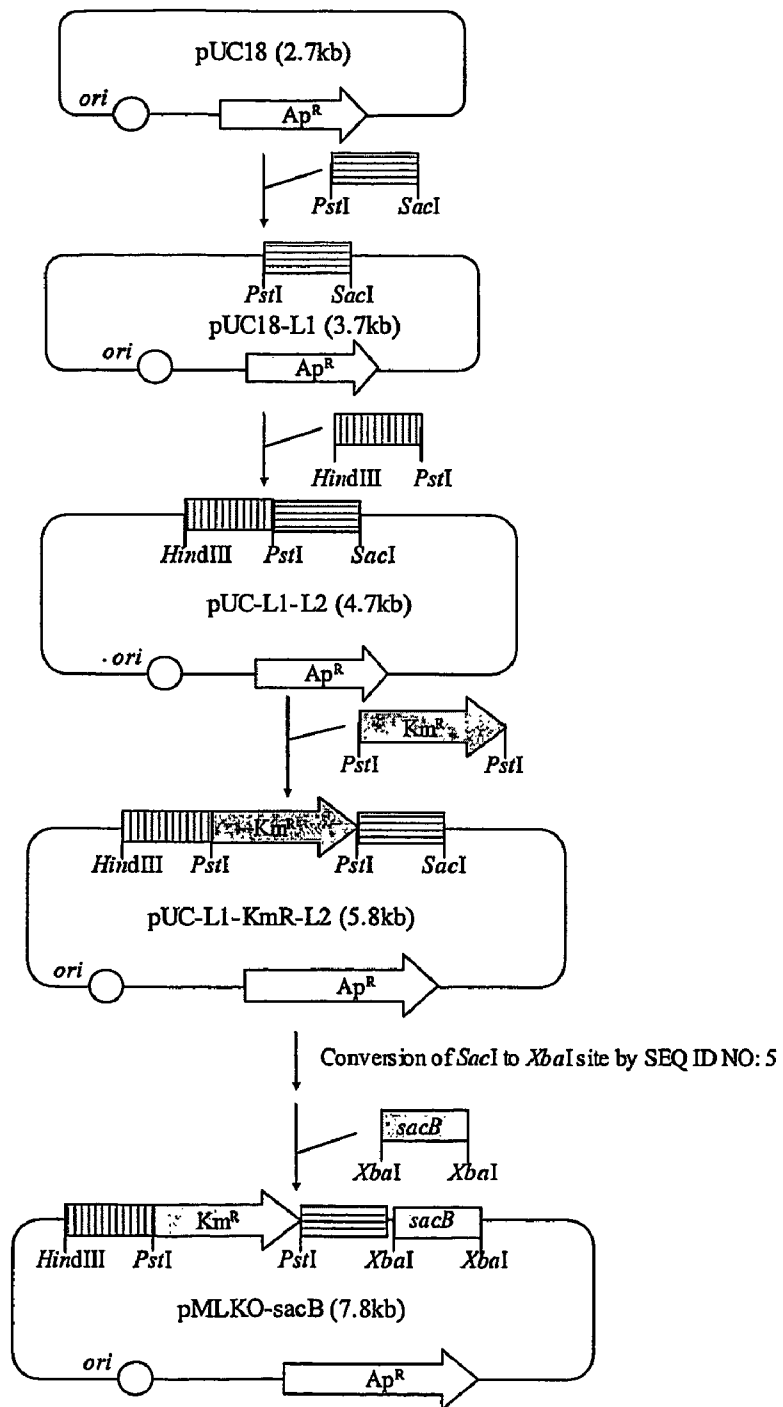 pUC18 (2.7kb)
ori
Ap^R
PstI SacI
PstI SacI
pUC18-L1 (3.7kb)
ori
Ap^R
HindIII PstI
HindIII PstI SacI
pUC-L1-L2 (4.7kb)
ori
Ap^R
Km^R
PstI PstI
Km^R
HindIII PstI PstI SacI
pUC-L1-KmR-L2 (5.8kb)
ori
Ap^R
Conversion of SacI to XbaI site by SEQ ID NO: 5
sacB
XbaI XbaI
Km^R sacB
HindIII PstI PstI XbaI XbaI
pMLKO-sacB (7.8kb)
ori
Ap^R